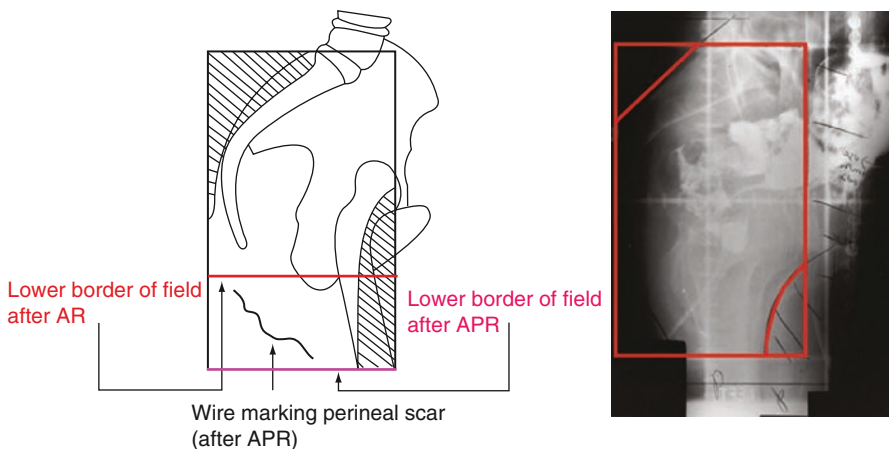 Lower border of field
after AR
Lower border of field
after APR
Wire marking perineal scar
(after APR)